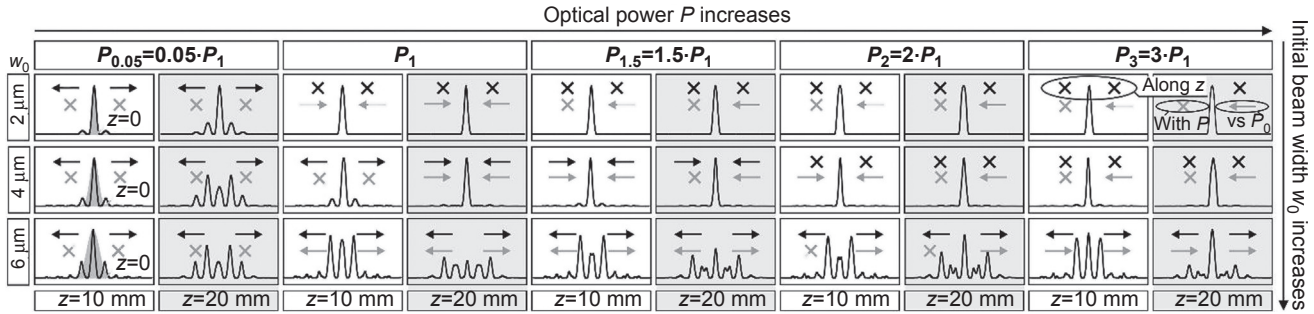 Optical power P increases
w₀
P₀.₀₅=0.05·P₁
P₁
P₁.₅=1.5·P₁
P₂=2·P₁
P₃=3·P₁
2 μm
z=0
Along z
With P
vs P₀
4 μm
z=0
6 μm
z=0
z=10 mm
z=20 mm
z=10 mm
z=20 mm
z=10 mm
z=20 mm
z=10 mm
z=20 mm
z=10 mm
z=20 mm
Initial beam width w₀ increases